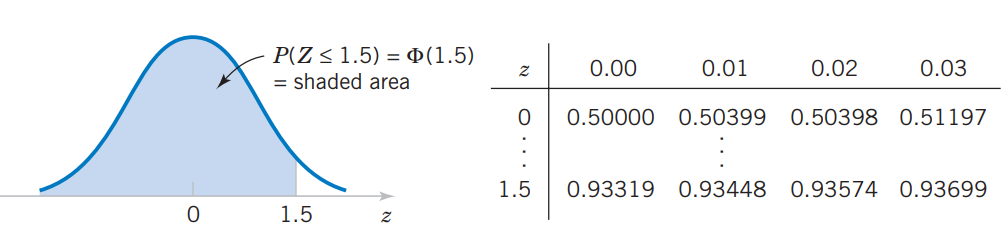 P(Z ≤ 1.5) = Φ(1.5)
= shaded area
0 1.5 z
z 0.00 0.01 0.02 0.03
0 0.50000 0.50399 0.50398 0.51197
⋮ ⋮
1.5 0.93319 0.93448 0.93574 0.93699